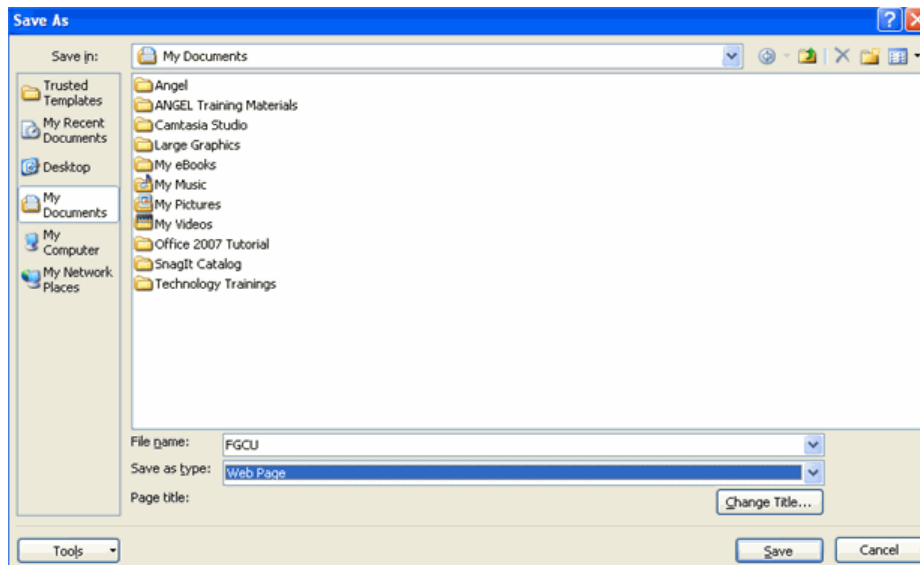 Save As
Save in:
My Documents
Trusted
Templates
My Recent
Documents
Desktop
My
Documents
My
Computer
My Network
Places
Angel
ANGEL Training Materials
Camtasia Studio
Large Graphics
My eBooks
My Music
My Pictures
My Videos
Office 2007 Tutorial
SnagIt Catalog
Technology Trainings
File name:
FGCU
Save as type:
Web Page
Page title:
Change Title...
Tools
Save
Cancel